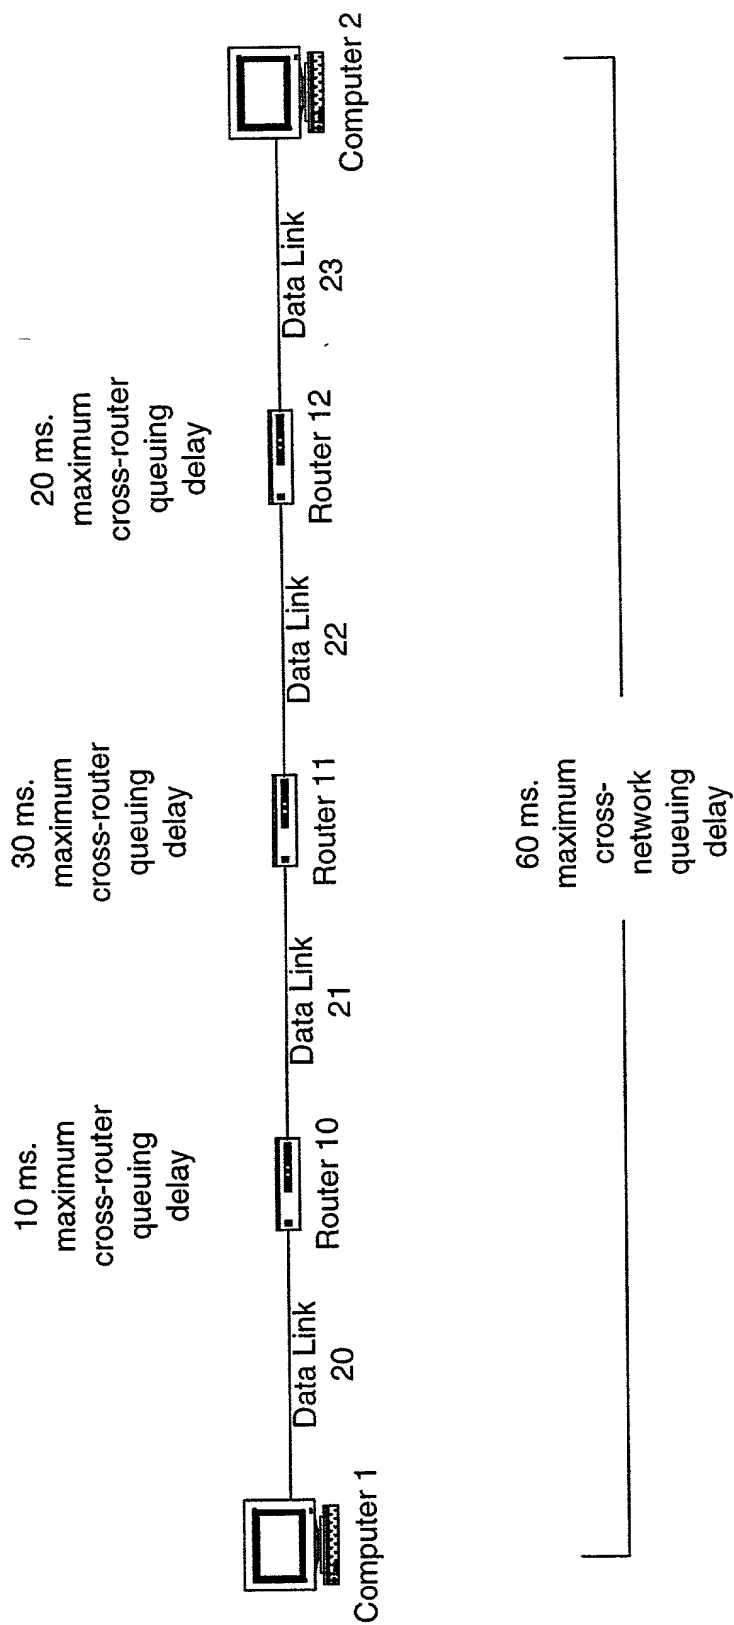 10 ms.
maximum
cross-router
queuing
delay
30 ms.
maximum
cross-router
queuing
delay
20 ms.
maximum
cross-router
queuing
delay
Computer 1
Data Link
20
Router 10
Data Link
21
Router 11
Data Link
22
Router 12
Data Link
23
Computer 2
60 ms.
maximum
cross-
network
queuing
delay